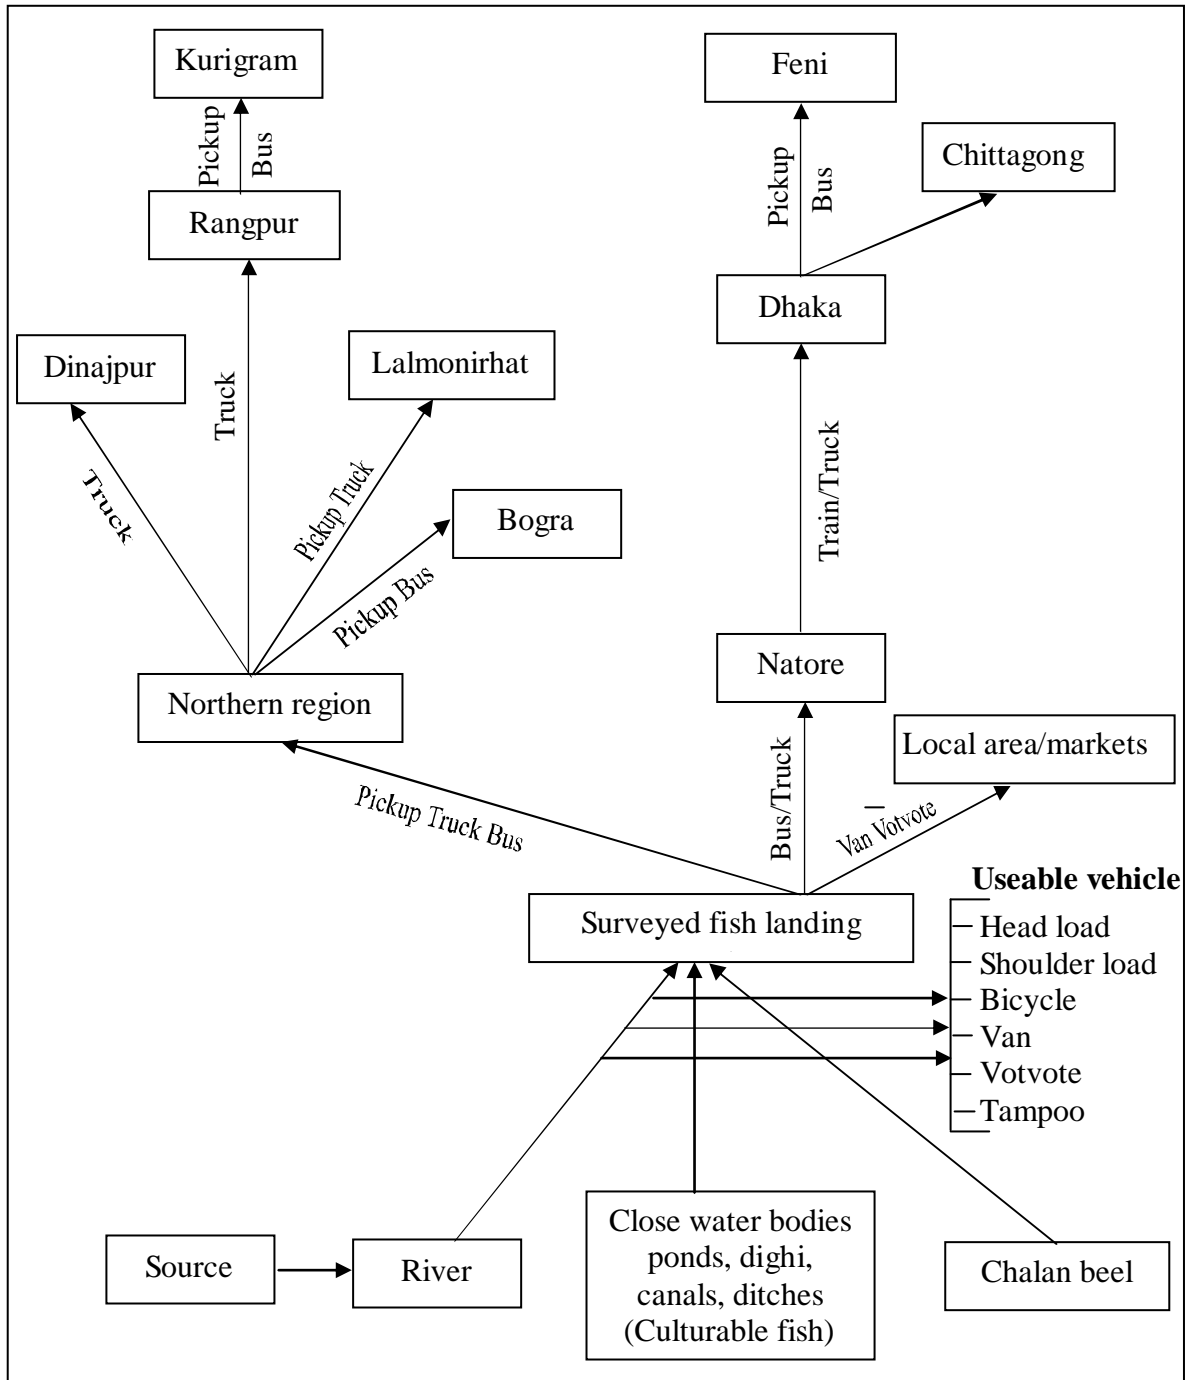 Kurigram
Feni
Pickup
Bus
Pickup
Bus
Chittagong
Rangpur
Dhaka
Dinajpur
Lalmonirhat
Truck
Truck
Pickup Truck
Train/Truck
Bogra
Pickup Bus
Northern region
Natore
Local area/markets
Pickup Truck Bus
Bus/Truck
Van Votvote
Useable vehicle
Surveyed fish landing
Head load
Shoulder load
Bicycle
Van
Votvote
Tampoo
Source
River
Close water bodies
ponds, dighi,
canals, ditches
(Culturable fish)
Chalan beel